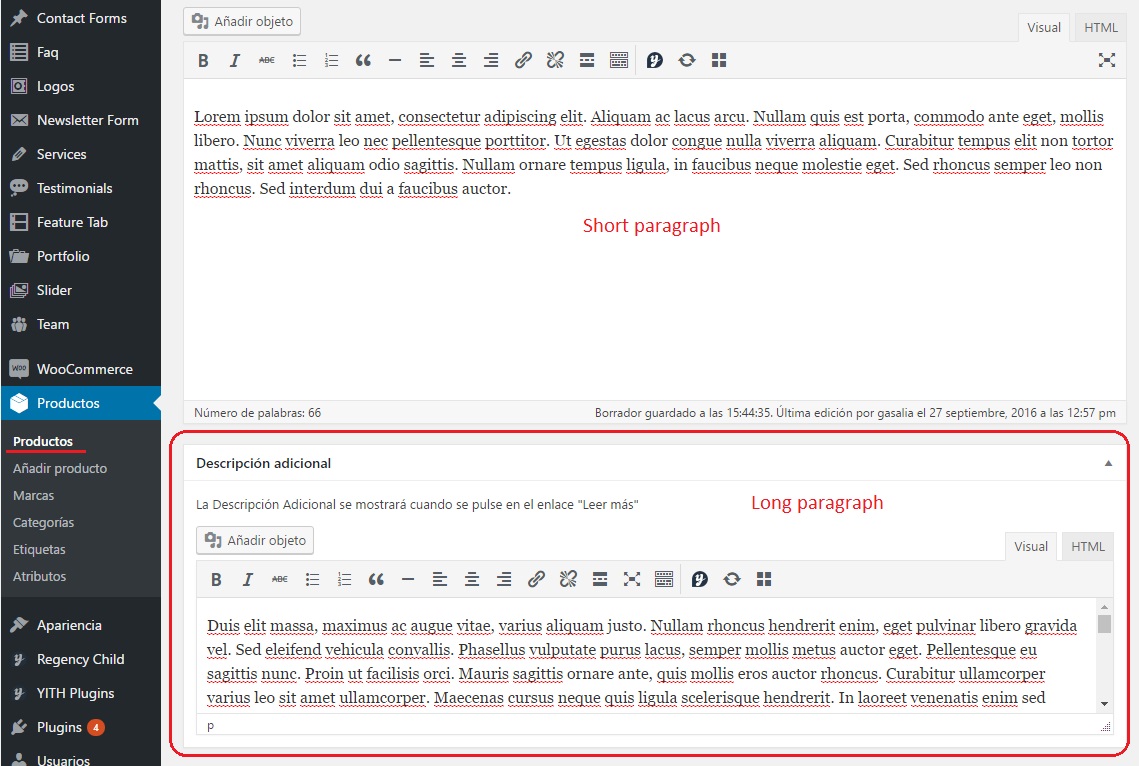 Contact Forms
Faq
Logos
Newsletter Form
Services
Testimonials
Feature Tab
Portfolio
Slider
Team
WooCommerce
Productos
Productos
Añadir producto
Marcas
Categorías
Etiquetas
Atributos
Apariencia
Regency Child
YITH Plugins
Plugins 4
Usuarios
Añadir objeto
Visual HTML
B I ABC
Lorem ipsum dolor sit amet, consectetur adipiscing elit. Aliquam ac lacus arcu. Nullam quis est porta, commodo ante eget, mollis
libero. Nunc viverra leo nec pellentesque porttitor. Ut egestas dolor congue nulla viverra aliquam. Curabitur tempus elit non tortor
mattis, sit amet aliquam odio sagittis. Nullam ornare tempus ligula, in faucibus neque molestie eget. Sed rhoncus semper leo non
rhoncus. Sed interdum dui a faucibus auctor.
Short paragraph
Número de palabras: 66 Borrador guardado a las 15:44:35. Última edición por gasalia el 27 septiembre, 2016 a las 12:57 pm
Descripción adicional
La Descripción Adicional se mostrará cuando se pulse en el enlace "Leer más"
Long paragraph
Añadir objeto
Visual HTML
B I ABC
Duis elit massa, maximus ac augue vitae, varius aliquam justo. Nullam rhoncus hendrerit enim, eget pulvinar libero gravida
vel. Sed eleifend vehicula convallis. Phasellus vulputate purus lacus, semper mollis metus auctor eget. Pellentesque eu
sagittis nunc. Proin ut facilisis orci. Mauris sagittis ornare ante, quis mollis eros auctor rhoncus. Curabitur ullamcorper
varius leo sit amet ullamcorper. Maecenas cursus neque quis ligula scelerisque hendrerit. In laoreet venenatis enim sed
p